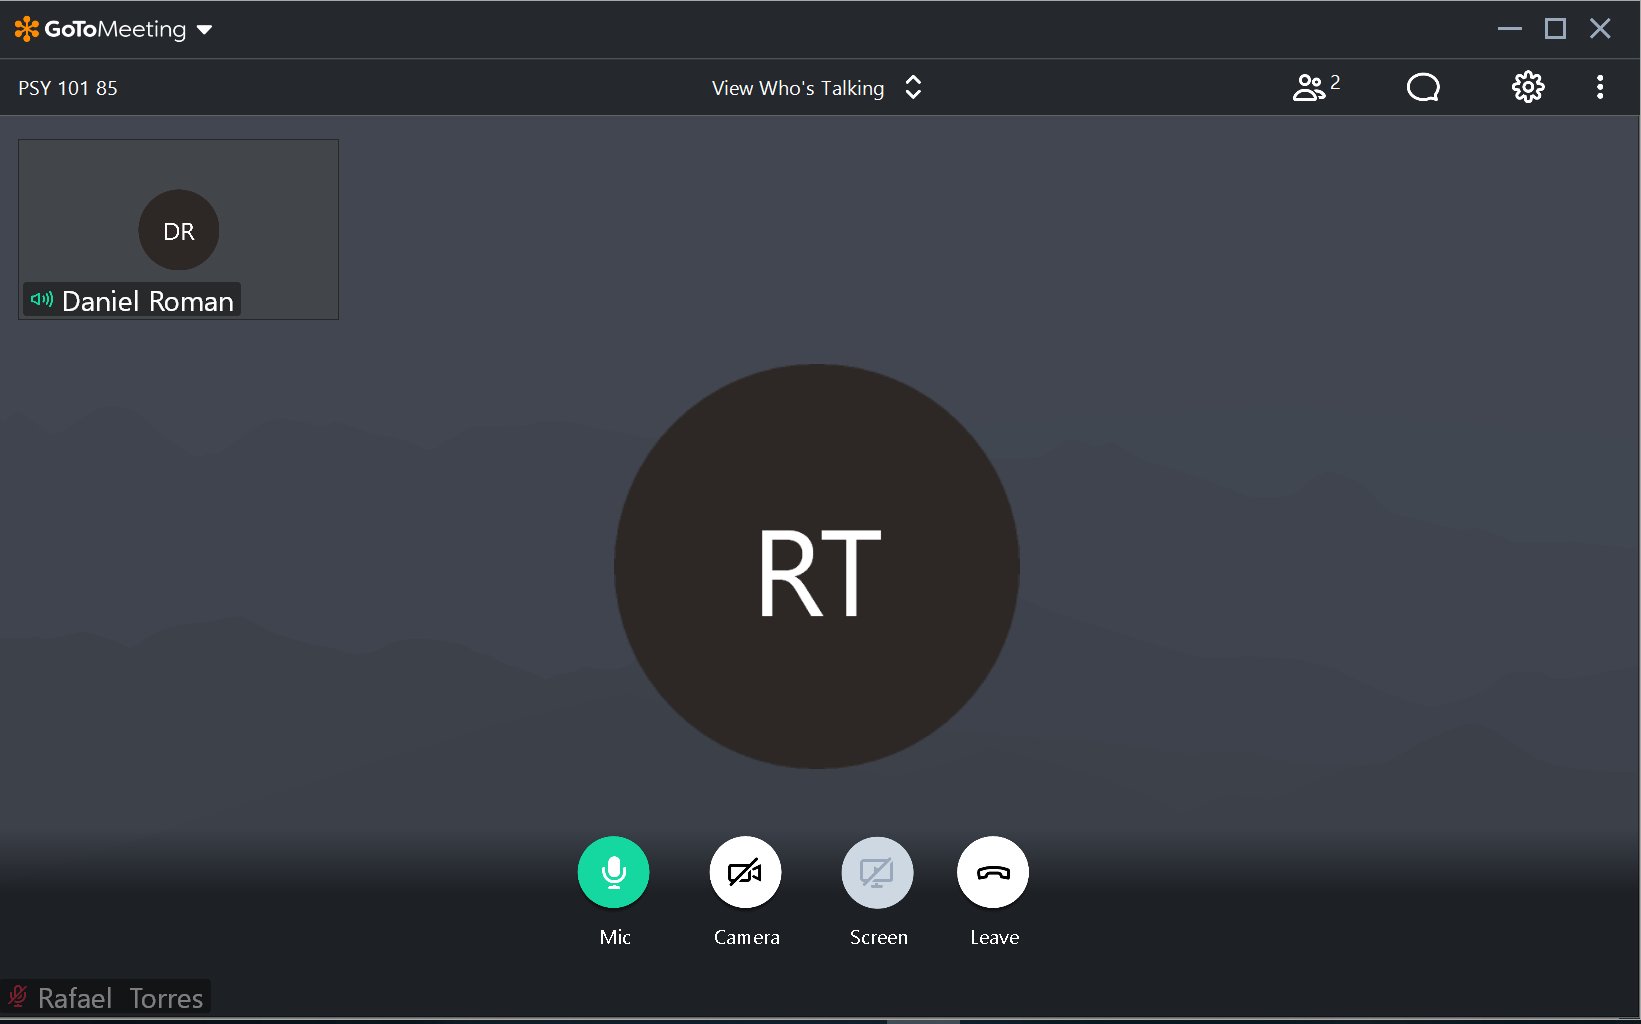 GoToMeeting
PSY 101 85
View Who's Talking
2
DR
Daniel Roman
RT
Mic
Camera
Screen
Leave
Rafael Torres